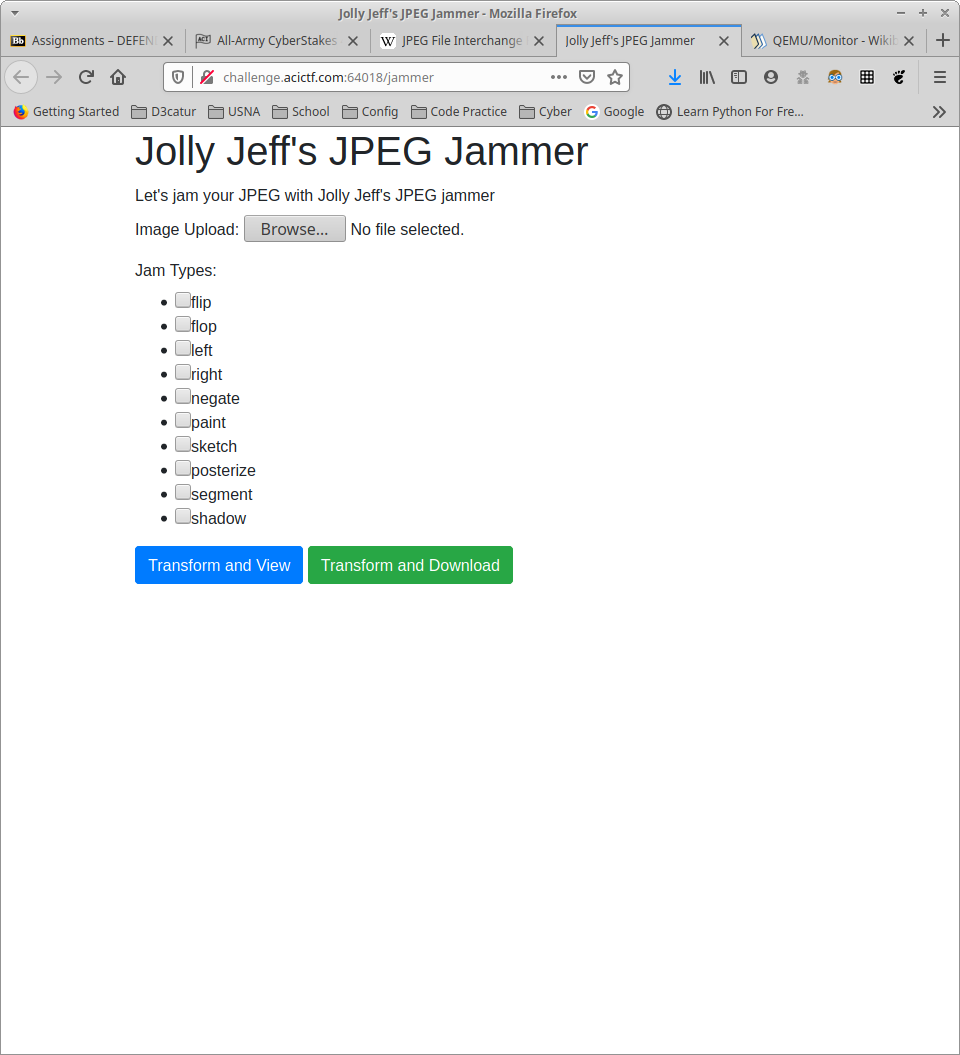 Jolly Jeff's JPEG Jammer - Mozilla Firefox
Bb Assignments – DEFEN All-Army CyberStakes W JPEG File Interchange Jolly Jeff's JPEG Jammer QEMU/Monitor - Wikib
challenge.acictf.com:64018/jammer
Getting Started D3catur USNA School Config Code Practice Cyber G Google Learn Python For Fre...
Jolly Jeff's JPEG Jammer
Let's jam your JPEG with Jolly Jeff's JPEG jammer
Image Upload: Browse... No file selected.
Jam Types:
flip
flop
left
right
negate
paint
sketch
posterize
segment
shadow
Transform and View Transform and Download